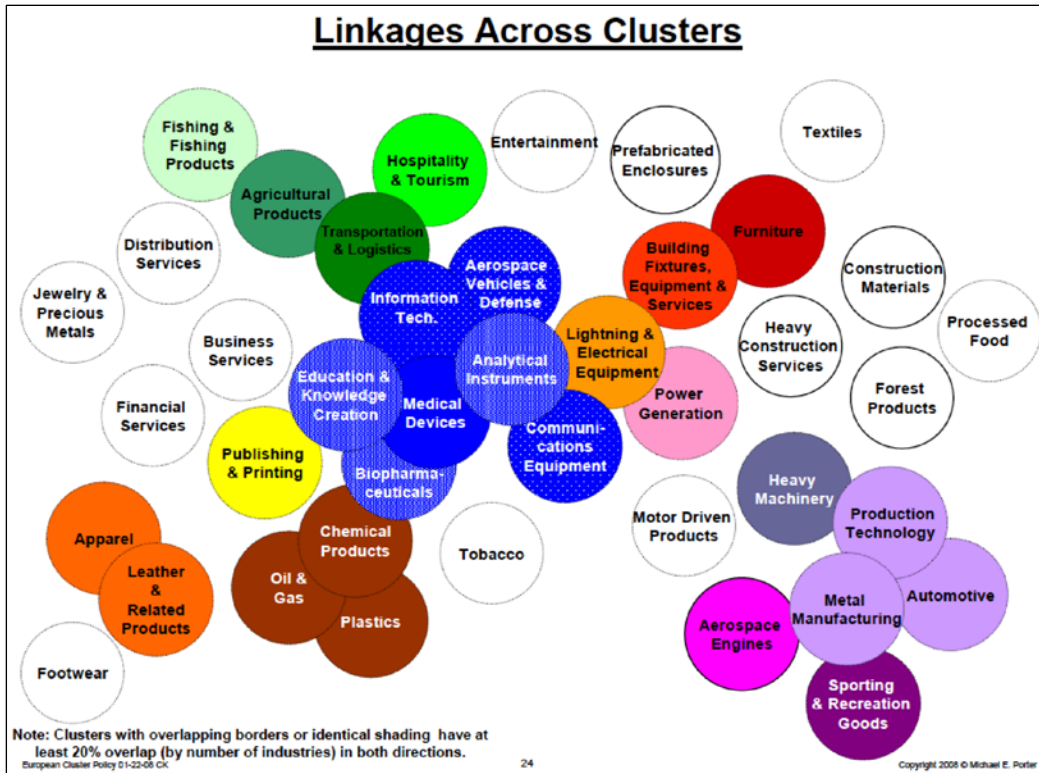 Linkages Across Clusters
Fishing &
Fishing
Products
Hospitality
& Tourism
Entertainment
Prefabricated
Enclosures
Textiles
Agricultural
Products
Transportation
& Logistics
Furniture
Distribution
Services
Aerospace
Vehicles &
Defense
Building
Fixtures,
Equipment &
Services
Construction
Materials
Jewelry &
Precious
Metals
Information
Tech.
Processed
Food
Business
Services
Analytical
Instruments
Lightning &
Electrical
Equipment
Heavy
Construction
Services
Education &
Knowledge
Creation
Medical
Devices
Power
Generation
Forest
Products
Financial
Services
Communi-
cations
Equipment
Publishing
& Printing
Biopharma-
ceuticals
Heavy
Machinery
Apparel
Chemical
Products
Tobacco
Motor Driven
Products
Production
Technology
Leather
&
Related
Products
Oil &
Gas
Plastics
Metal
Manufacturing
Automotive
Aerospace
Engines
Footwear
Sporting
& Recreation
Goods
Note: Clusters with overlapping borders or identical shading have at
least 20% overlap (by number of industries) in both directions.
European Cluster Policy 01-22-08 CK
24
Copyright 2008 © Michael E. Porter